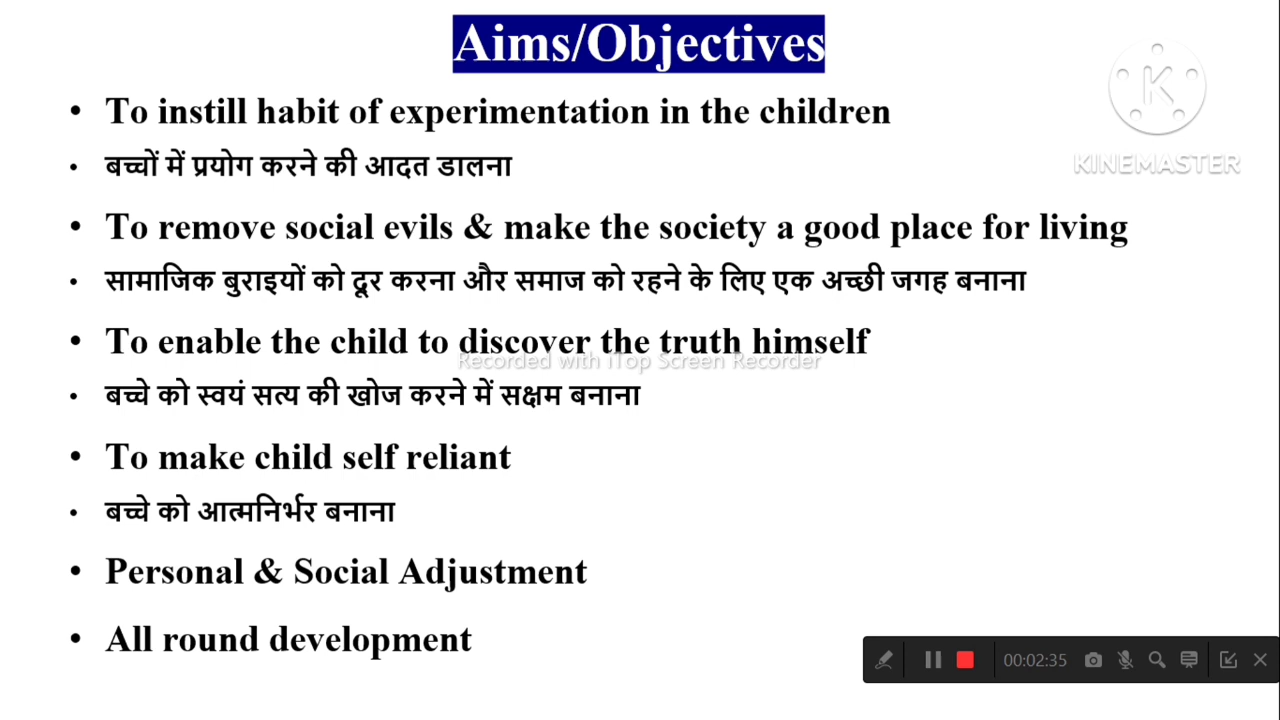 Aims/Objectives
• To instill habit of experimentation in the children
• बच्चों में प्रयोग करने की आदत डालना
• To remove social evils & make the society a good place for living
• सामाजिक बुराइयों को दूर करना और समाज को रहने के लिए एक अच्छी जगह बनाना
• To enable the child to discover the truth himself
Recorded with iTop Screen Recorder
• बच्चे को स्वयं सत्य की खोज करने में सक्षम बनाना
• To make child self reliant
• बच्चे को आत्मनिर्भर बनाना
• Personal & Social Adjustment
• All round development
K
KINEMASTER
00:02:35